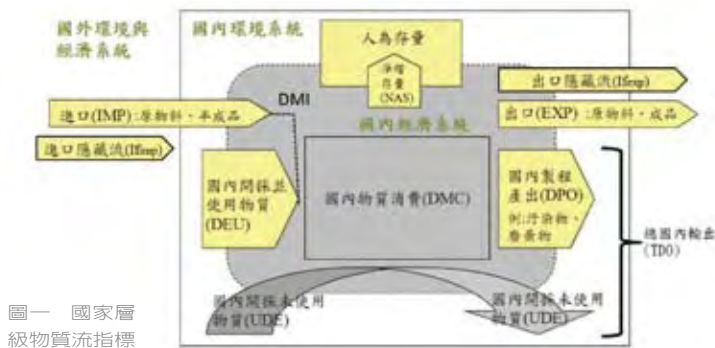 國外環境與
經濟系統
國內環境系統
人為存量
淨增
存量
(NAS)
DMI
出口隱藏流(Ifexp)
進口(IMP):原物料、半成品
出口(EXP):原物料、成品
國內經濟系統
進口隱藏流(Ifimp)
國內開採並
使用物質
(DEU)
國內物質消費(DMC)
國內製程
產出(DPO)
例:汙染物、
廢棄物
總國內輸出
(TDO)
國內開採未使用
物質(UDE)
國內開採未使用
物質(UDE)
圖一 國家層
級物質流指標